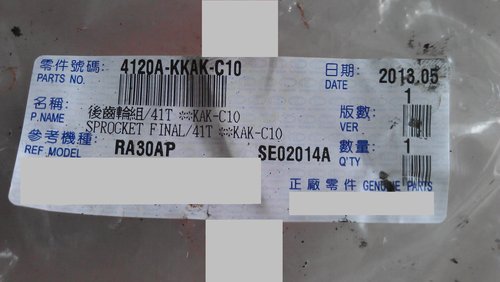 零件號碼: 4120A-KKAK-C10
PARTS NO.
日期: 2013.05
DATE
名稱: 後齒輪組/41T ※KAK-C10
P.NAME SPROCKET FINAL/41T ※KAK-C10
版數: 1
VER
參考機種: RA30AP SE02014A
REF.MODEL
數量: 1
Q'TY
正廠零件 GENUINE PARTS